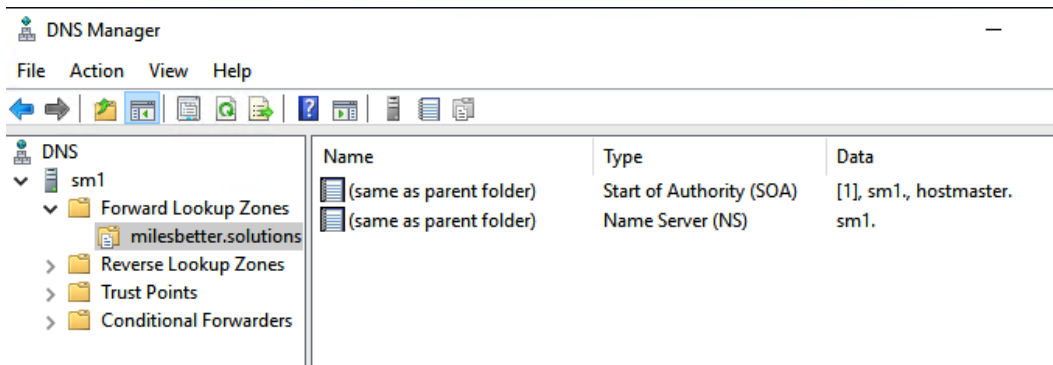 DNS Manager
File Action View Help
DNS
sm1
Forward Lookup Zones
milesbetter.solutions
Reverse Lookup Zones
Trust Points
Conditional Forwarders
Name Type Data
(same as parent folder) Start of Authority (SOA) [1], sm1., hostmaster.
(same as parent folder) Name Server (NS) sm1.